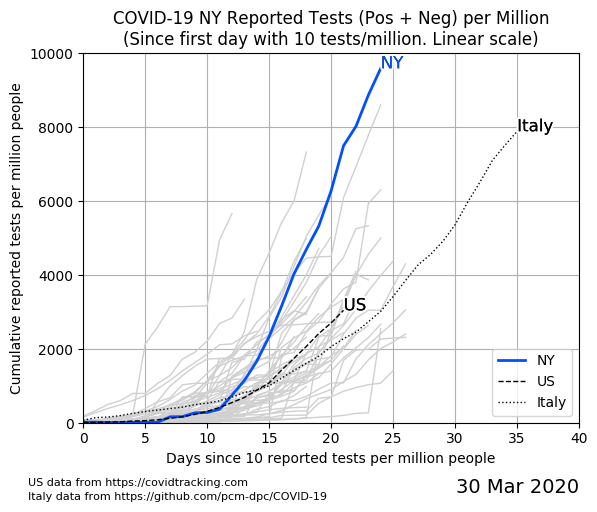 COVID-19 NY Reported Tests (Pos + Neg) per Million
(Since first day with 10 tests/million. Linear scale)
Cumulative reported tests per million people
10000
8000
6000
4000
2000
0
NY
Italy
US
NY
US
Italy
0 5 10 15 20 25 30 35 40
Days since 10 reported tests per million people
US data from https://covidtracking.com
Italy data from https://github.com/pcm-dpc/COVID-19
30 Mar 2020